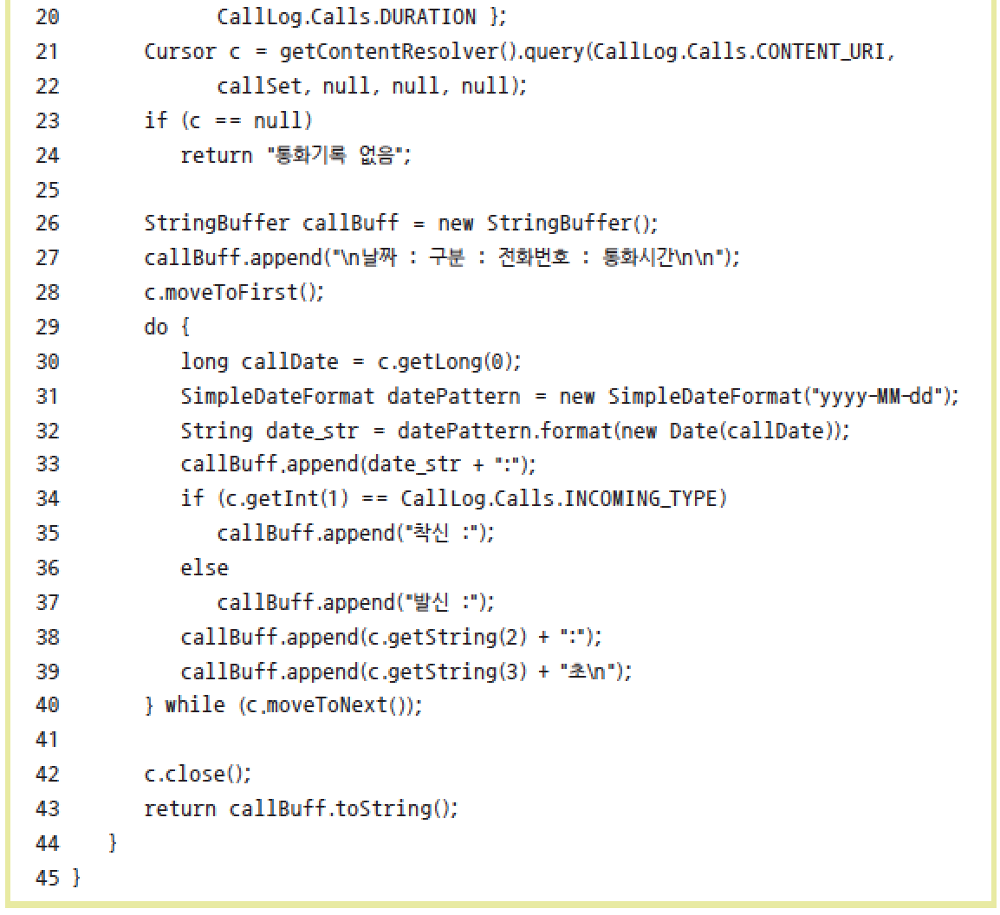 20             CallLog.Calls.DURATION };
21       Cursor c = getContentResolver().query(CallLog.Calls.CONTENT_URI,
22             callSet, null, null, null);
23       if (c == null)
24          return "통화기록 없음";
25
26       StringBuffer callBuff = new StringBuffer();
27       callBuff.append("\n날짜 : 구분 : 전화번호 : 통화시간\n\n");
28       c.moveToFirst();
29       do {
30          long callDate = c.getLong(0);
31          SimpleDateFormat datePattern = new SimpleDateFormat("yyyy-MM-dd");
32          String date_str = datePattern.format(new Date(callDate));
33          callBuff.append(date_str + ":");
34          if (c.getInt(1) == CallLog.Calls.INCOMING_TYPE)
35             callBuff.append("착신 :");
36          else
37             callBuff.append("발신 :");
38          callBuff.append(c.getString(2) + ":");
39          callBuff.append(c.getString(3) + "초\n");
40       } while (c.moveToNext());
41
42       c.close();
43       return callBuff.toString();
44    }
45 }